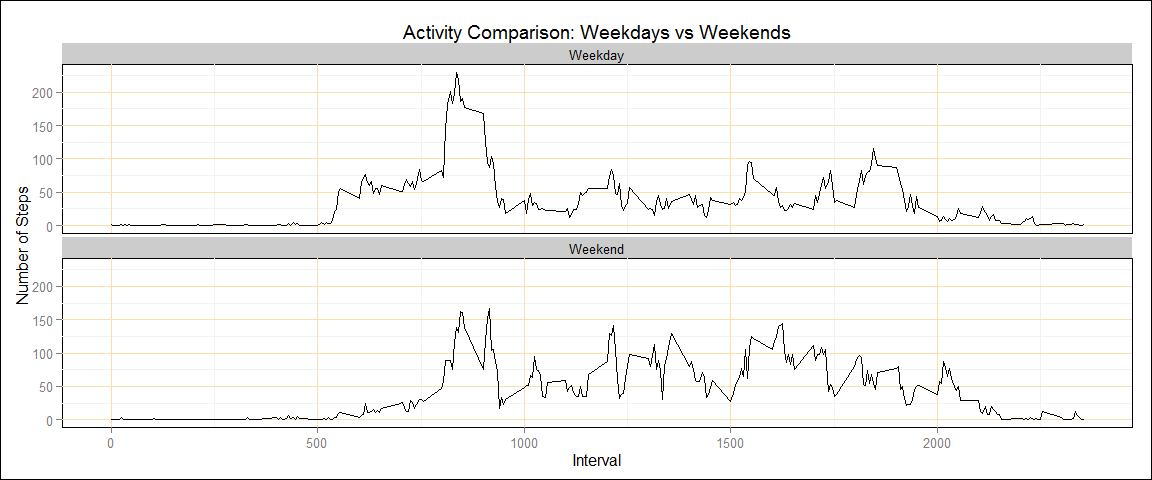 Activity Comparison: Weekdays vs Weekends
Weekday
200
150
100
50
0
Number of Steps
Weekend
200
150
100
50
0
0 500 1000 1500 2000
Interval